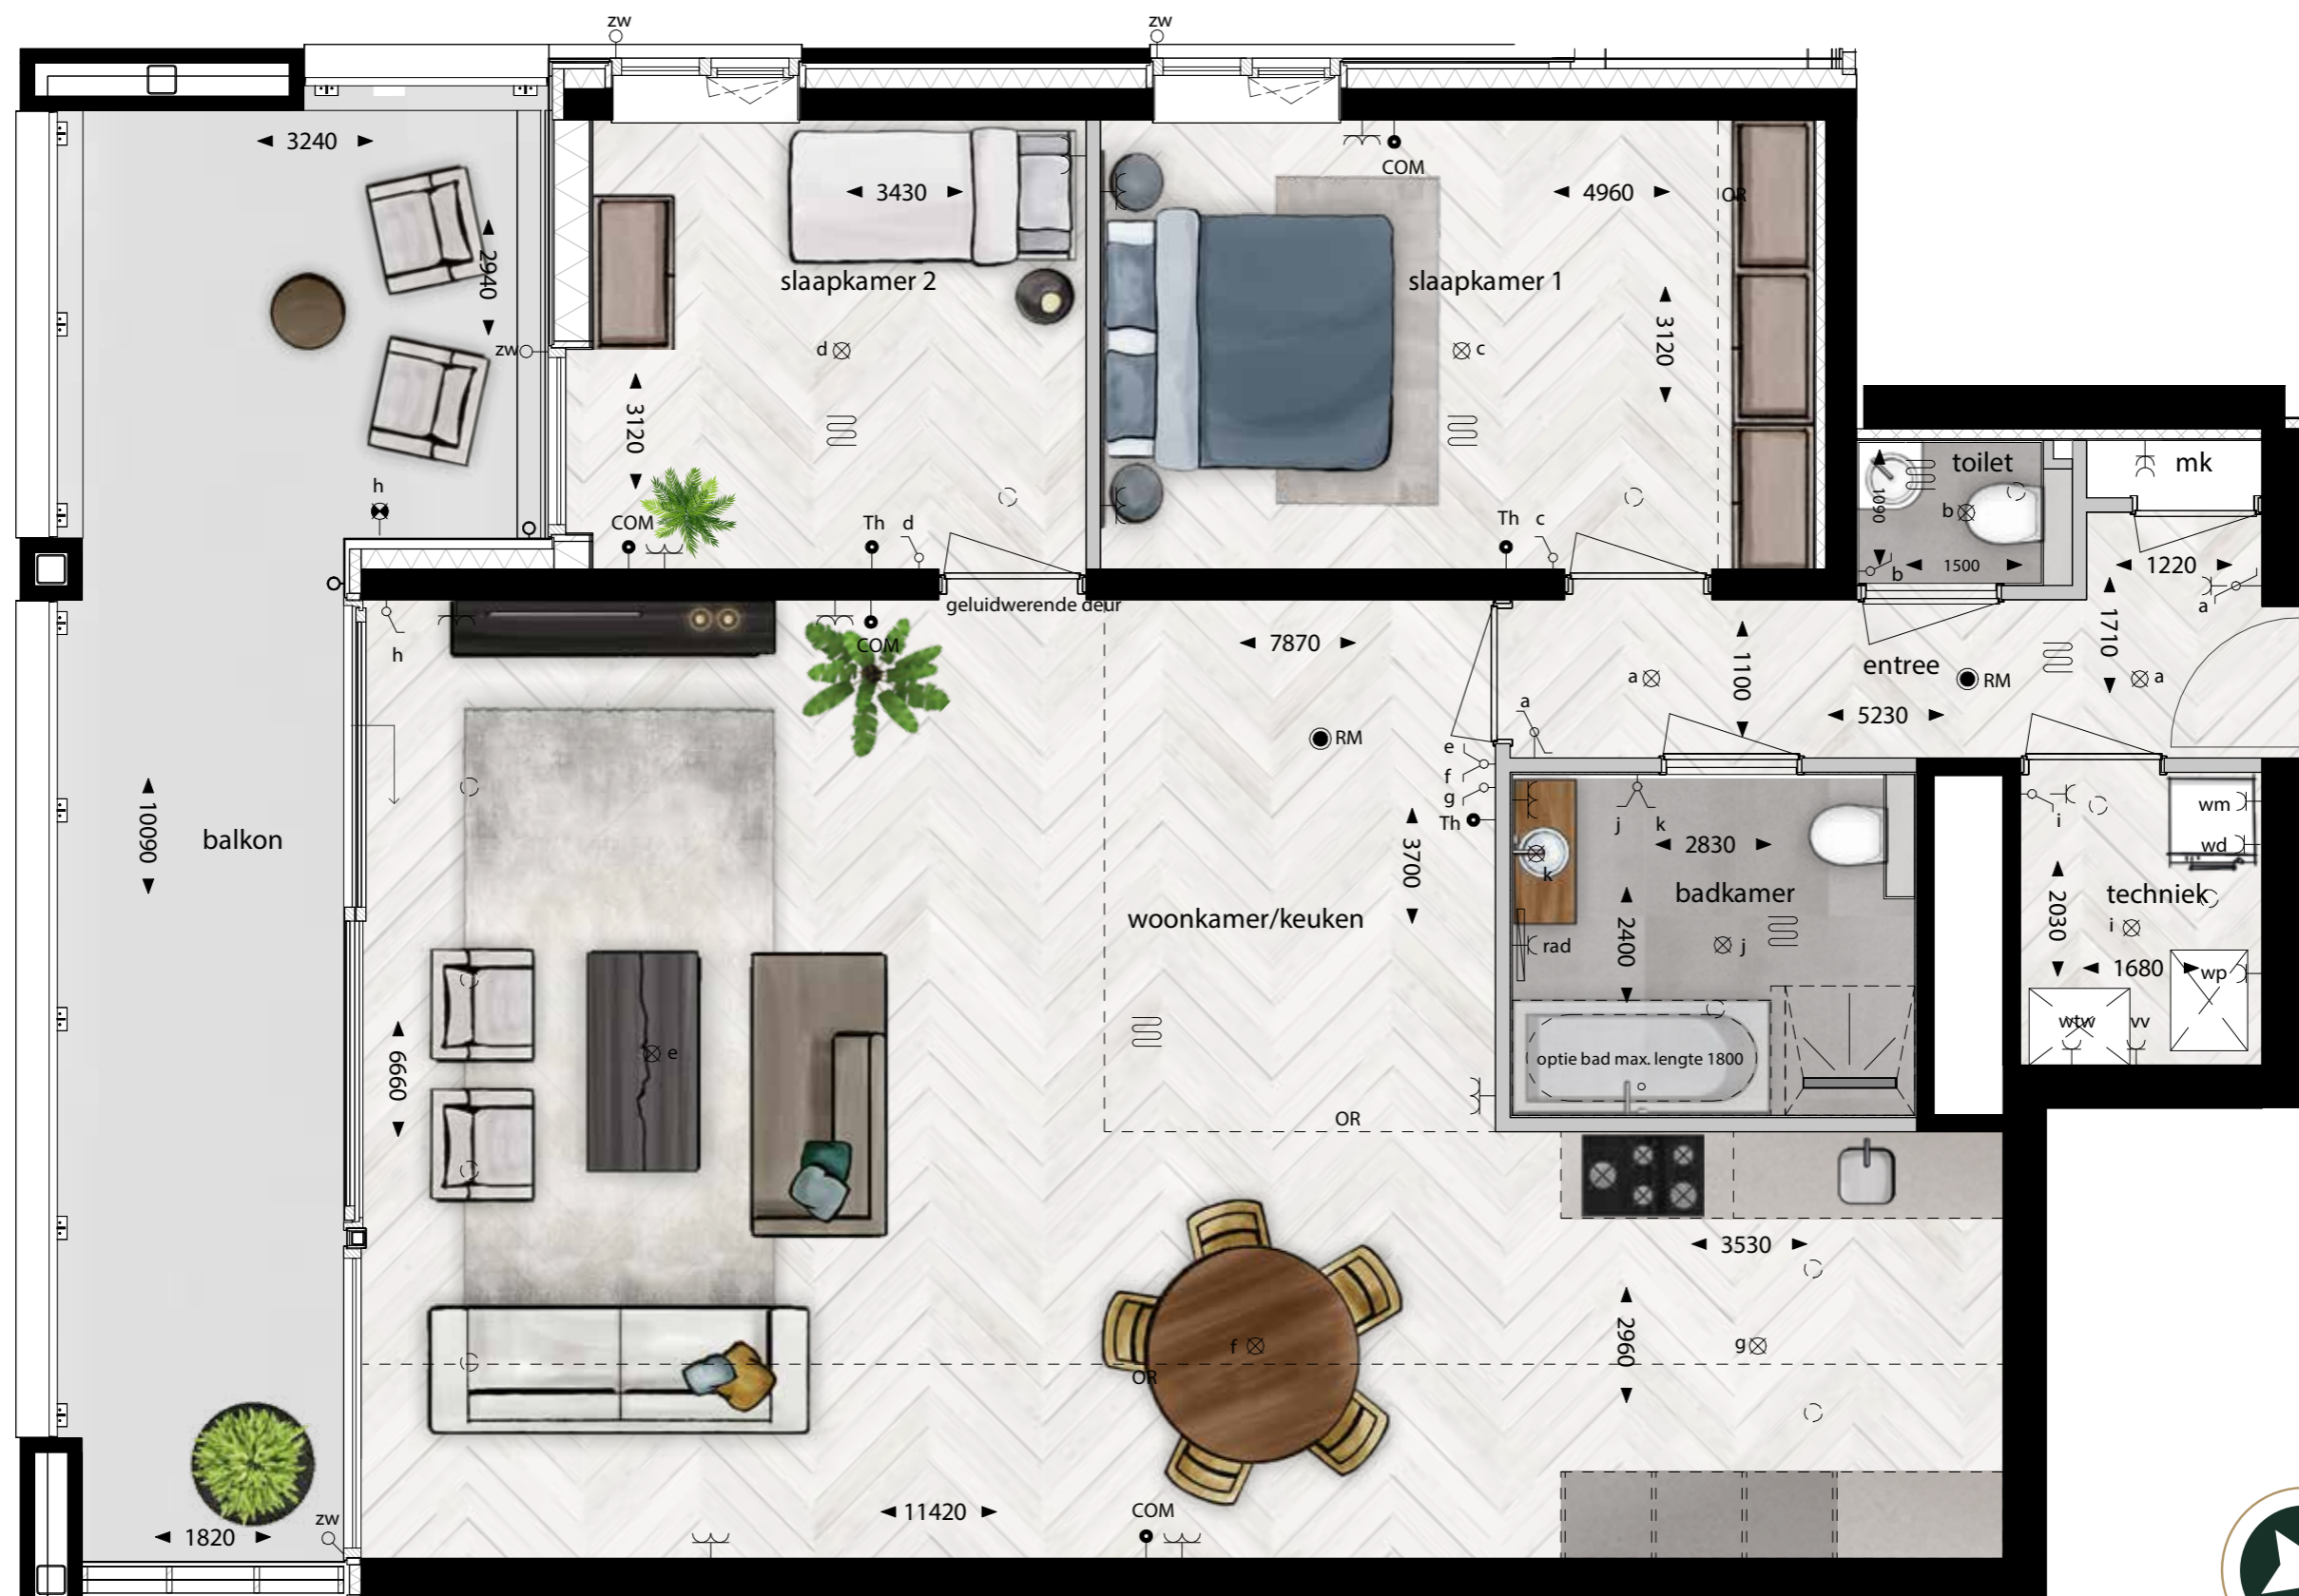 zw
zw
3240
3430
COM
4960
OR
2940
slaapkamer 2
slaapkamer 1
3120
zw
d
c
3120
toilet
mk
1090
b
h
COM
Th
d
Th
c
b
1500
1220
a
geluidwerende deur
h
COM
7870
1100
1710
entree
a
RM
a
5230
a
RM
e
f
g
Th
j
k
2830
i
wm
wd
10090
balkon
3700
k
badkamer
2030
techniek
woonkamer/keuken
2400
rad
j
i
1680
wp
wtw
vv
6660
e
optie bad max. lengte 1800
OR
3530
2960
f
g
OR
11420
COM
zw
1820